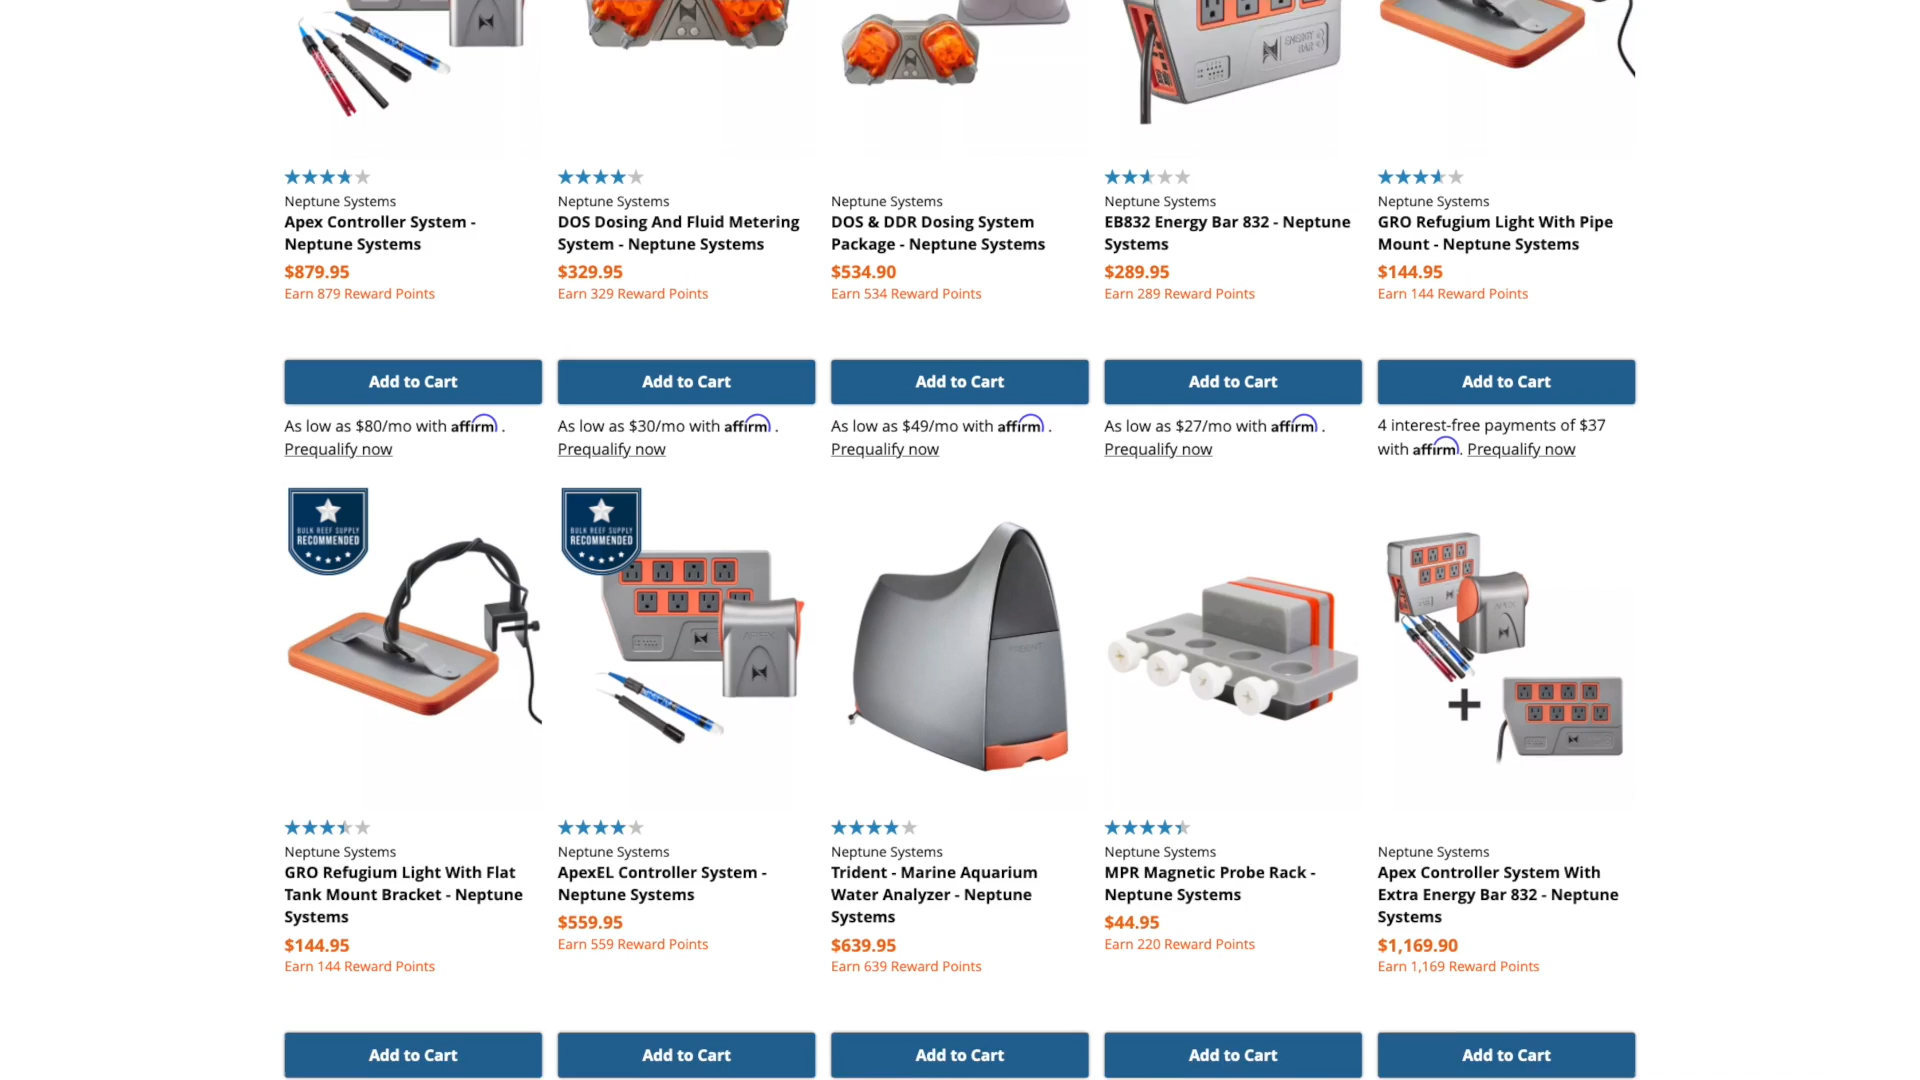 ENERGY
BAR 8
Neptune Systems
Apex Controller System -
Neptune Systems
$879.95
Earn 879 Reward Points
Add to Cart
As low as $80/mo with affirm.
Prequalify now
Neptune Systems
DOS Dosing And Fluid Metering
System - Neptune Systems
$329.95
Earn 329 Reward Points
Add to Cart
As low as $30/mo with affirm.
Prequalify now
Neptune Systems
DOS & DDR Dosing System
Package - Neptune Systems
$534.90
Earn 534 Reward Points
Add to Cart
As low as $49/mo with affirm.
Prequalify now
Neptune Systems
EB832 Energy Bar 832 - Neptune
Systems
$289.95
Earn 289 Reward Points
Add to Cart
As low as $27/mo with affirm.
Prequalify now
Neptune Systems
GRO Refugium Light With Pipe
Mount - Neptune Systems
$144.95
Earn 144 Reward Points
Add to Cart
4 interest-free payments of $37
with affirm. Prequalify now
BULK REEF SUPPLY
RECOMMENDED
Neptune Systems
GRO Refugium Light With Flat
Tank Mount Bracket - Neptune
Systems
$144.95
Earn 144 Reward Points
Add to Cart
BULK REEF SUPPLY
RECOMMENDED
APEX
Neptune Systems
ApexEL Controller System -
Neptune Systems
$559.95
Earn 559 Reward Points
Add to Cart
TRIDENT
Neptune Systems
Trident - Marine Aquarium
Water Analyzer - Neptune
Systems
$639.95
Earn 639 Reward Points
Add to Cart
Neptune Systems
MPR Magnetic Probe Rack -
Neptune Systems
$44.95
Earn 220 Reward Points
Add to Cart
APEX
Neptune Systems
Apex Controller System With
Extra Energy Bar 832 - Neptune
Systems
$1,169.90
Earn 1,169 Reward Points
Add to Cart